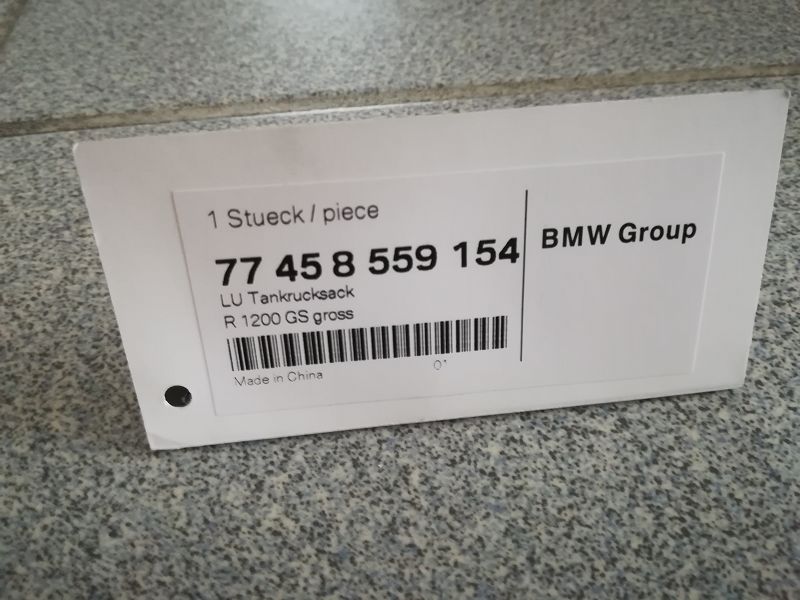 1 Stueck / piece
77 45 8 559 154
LU Tankrucksack
R 1200 GS gross
Made in China
0*
BMW Group